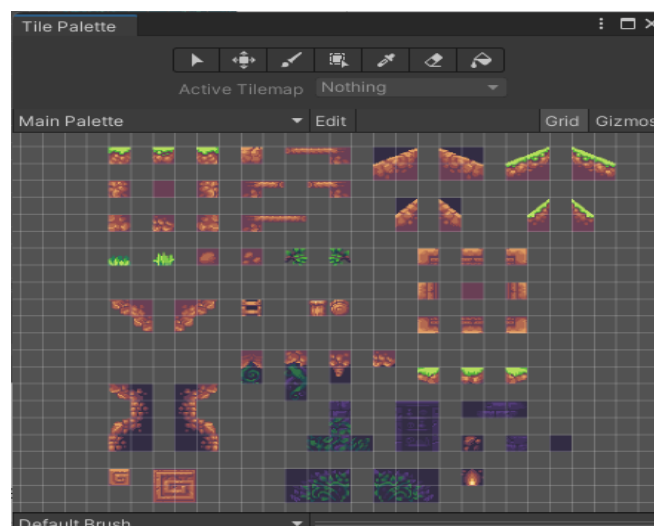 Tile Palette
Active Tilemap Nothing
Main Palette Edit Grid Gizmos
Default Brush